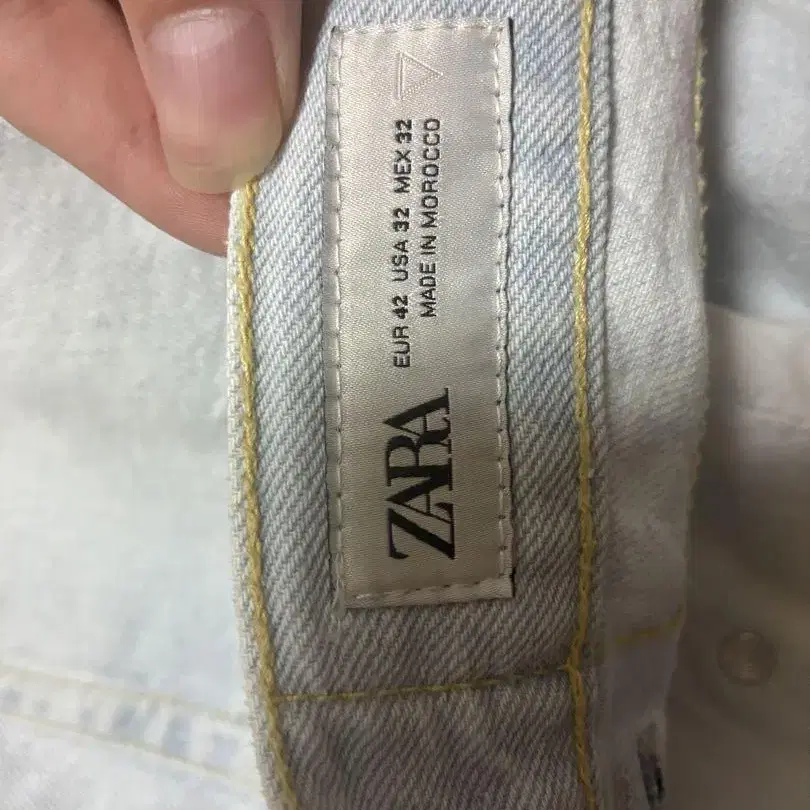 ZARA
EUR 42 USA 32 MEX 32
MADE IN MOROCCO